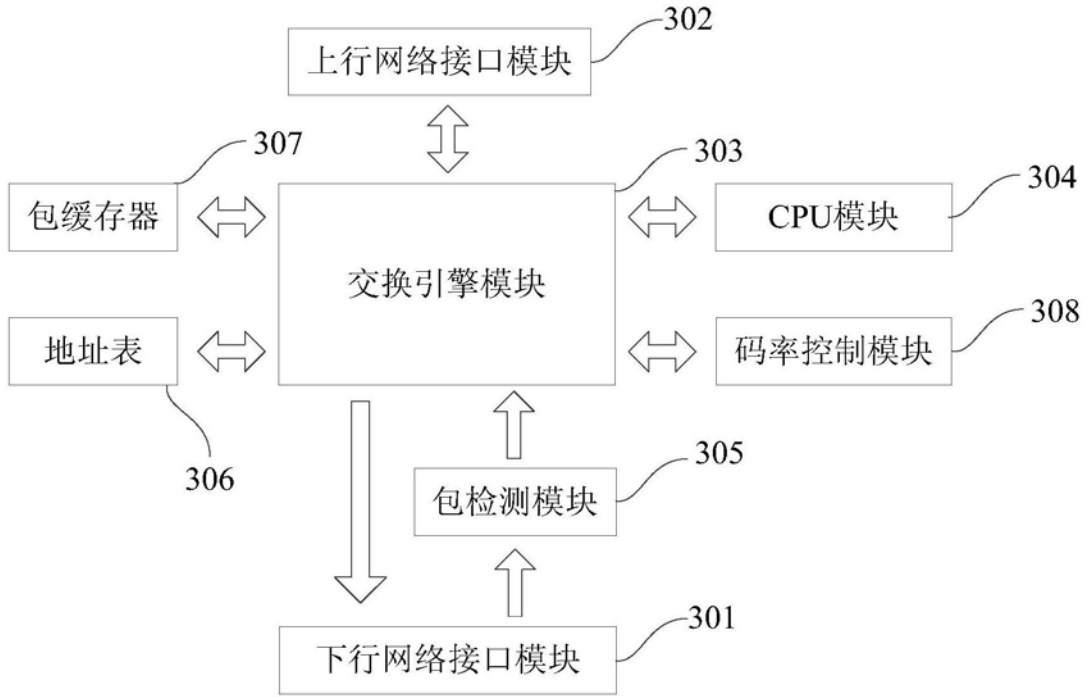 302
上行网络接口模块
307
303
304
包缓存器
CPU模块
交换引擎模块
308
地址表
码率控制模块
306
305
包检测模块
301
下行网络接口模块